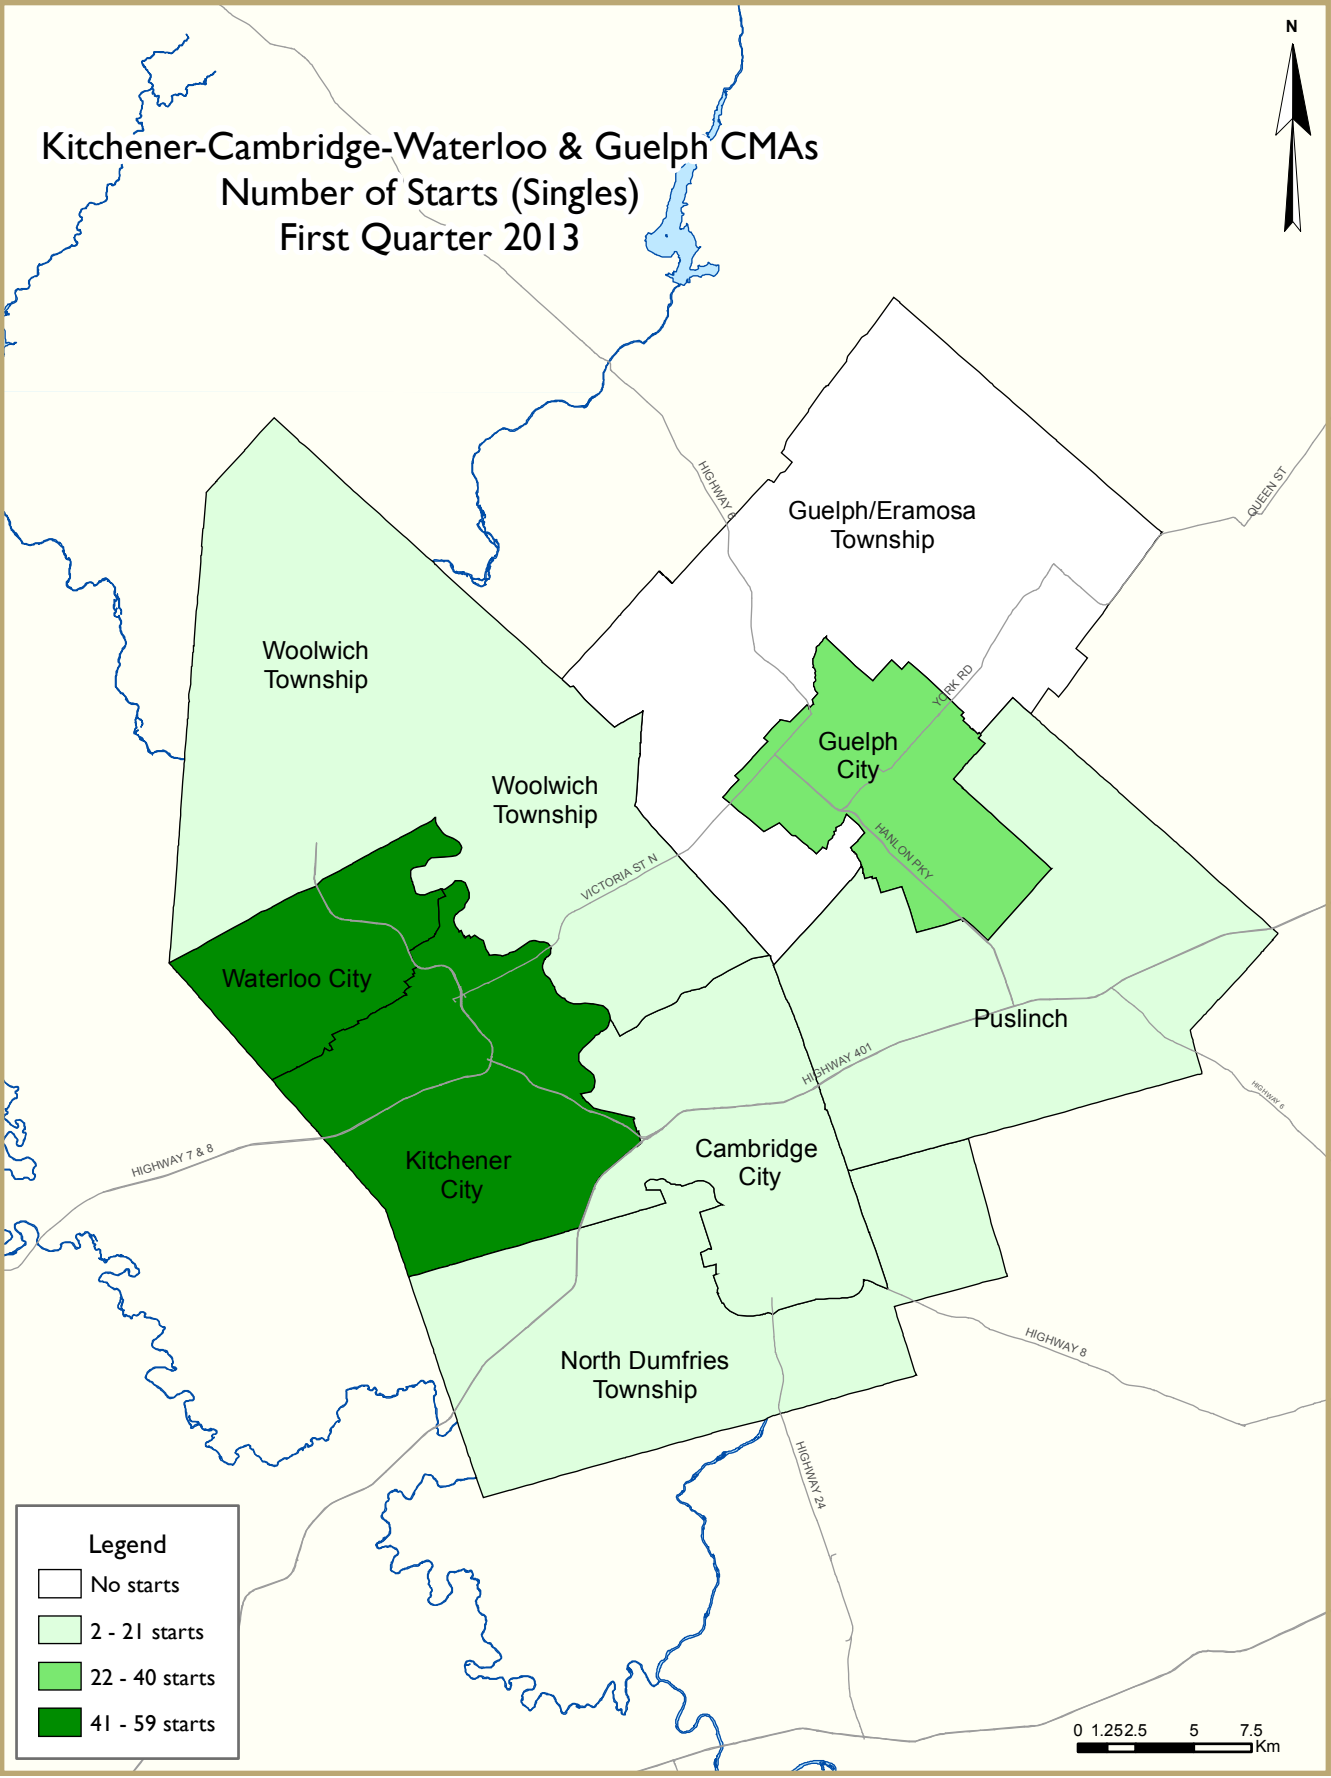 N
Kitchener-Cambridge-Waterloo & Guelph CMAs
Number of Starts (Singles)
First Quarter 2013
HIGHWAY 6
QUEEN ST
Guelph/Eramosa
Township
Woolwich
Township
YORK RD
Guelph
City
Woolwich
Township
HANLON PKY
VICTORIA ST N
Waterloo City
Puslinch
HIGHWAY 401
HIGHWAY 6
Cambridge
City
HIGHWAY 7 & 8
Kitchener
City
HIGHWAY 8
North Dumfries
Township
HIGHWAY 24
Legend
No starts
2 - 21 starts
22 - 40 starts
41 - 59 starts
0 1.25 2.5 5 7.5
Km